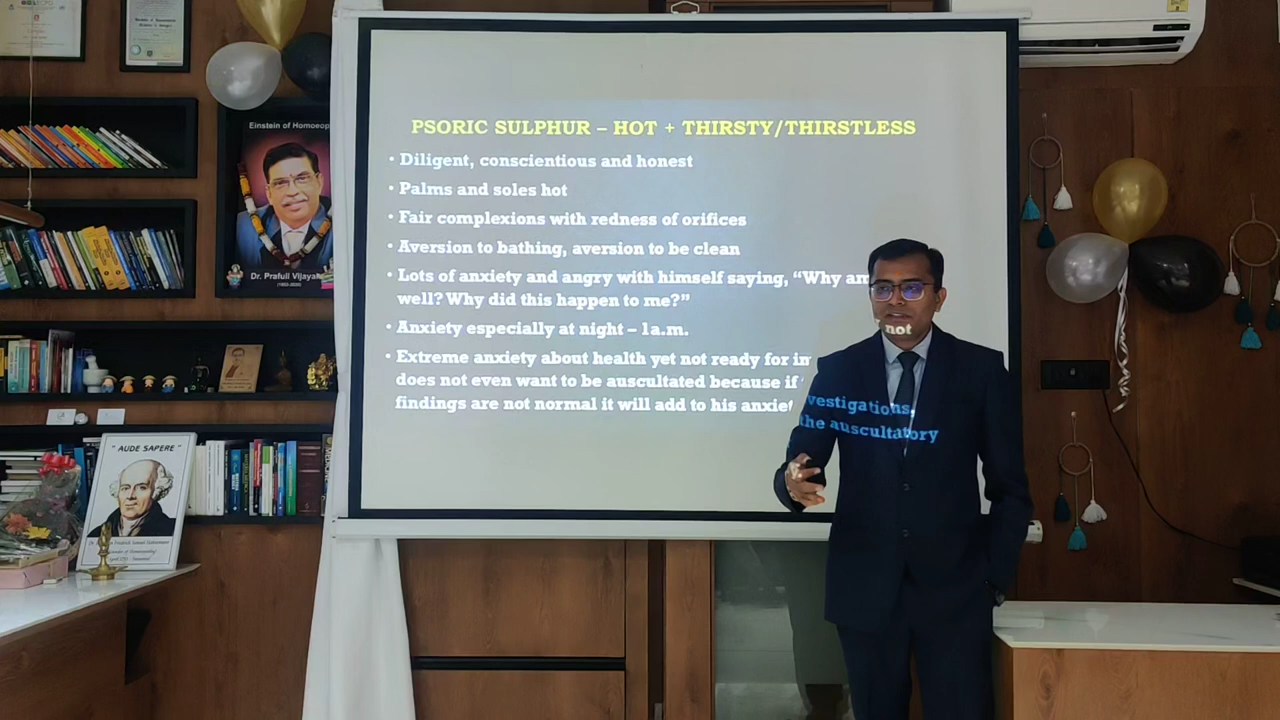 Einstein of Homoeop
Dr. Prafull Vijaya
" AUDE SAPERE "
PSORIC SULPHUR – HOT + THIRSTY/THIRSTLESS
• Diligent, conscientious and honest
• Palms and soles hot
• Fair complexions with redness of orifices
• Aversion to bathing, aversion to be clean
• Lots of anxiety and angry with himself saying, “Why am not
well? Why did this happen to me?”
• Anxiety especially at night – 1a.m.
• Extreme anxiety about health yet not ready for investigations,
does not even want to be auscultated because if the auscultatory
findings are not normal it will add to his anxiet